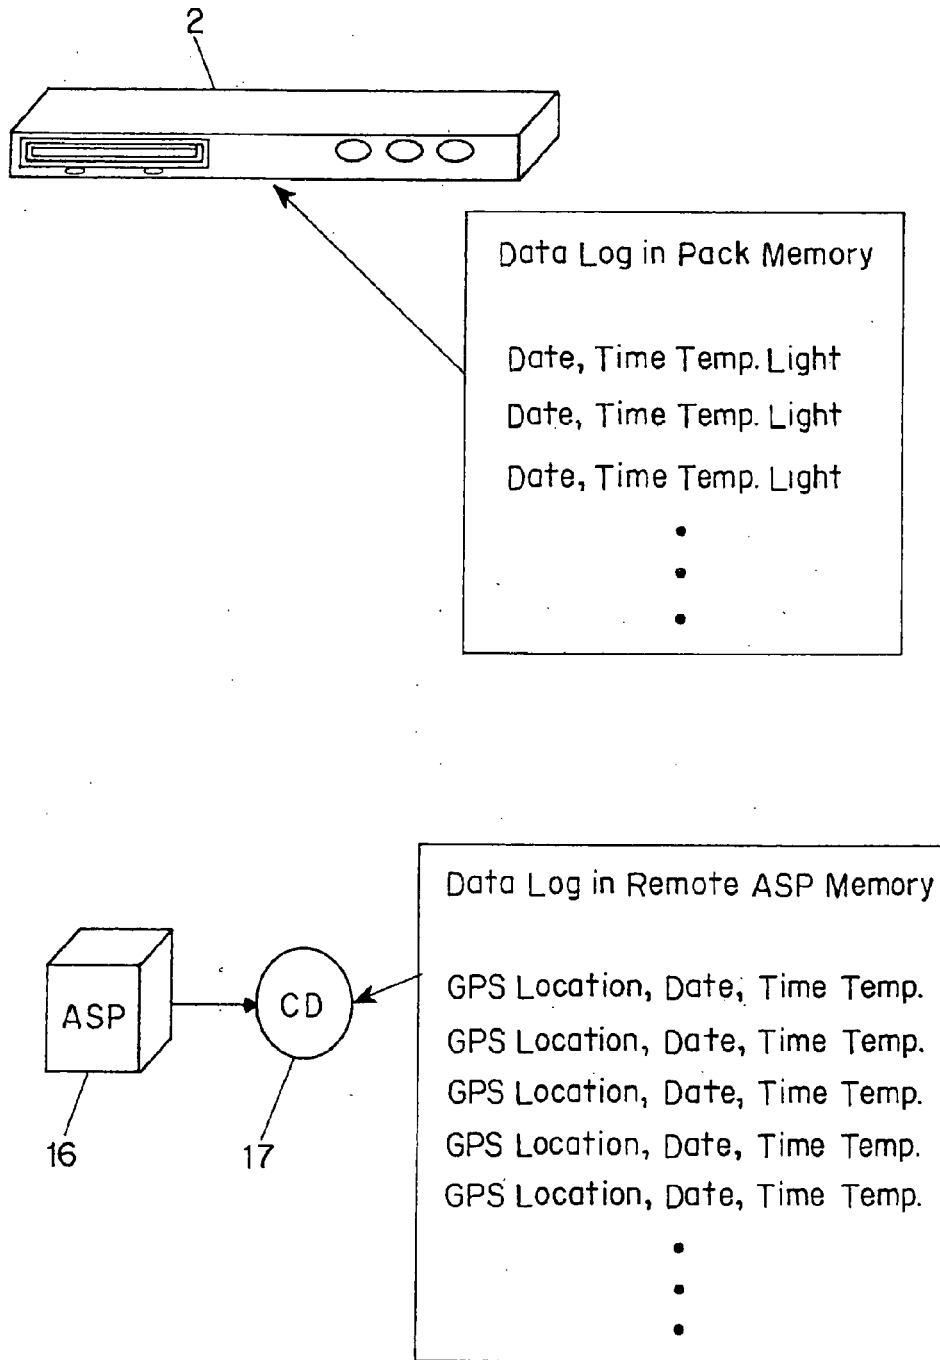 2
Data Log in Pack Memory
Date, Time Temp. Light
Date, Time Temp. Light
Date, Time Temp. Light
Data Log in Remote ASP Memory
GPS Location, Date, Time Temp.
GPS Location, Date, Time Temp.
GPS Location, Date, Time Temp.
GPS Location, Date, Time Temp.
GPS Location, Date, Time Temp.
ASP
CD
16
17